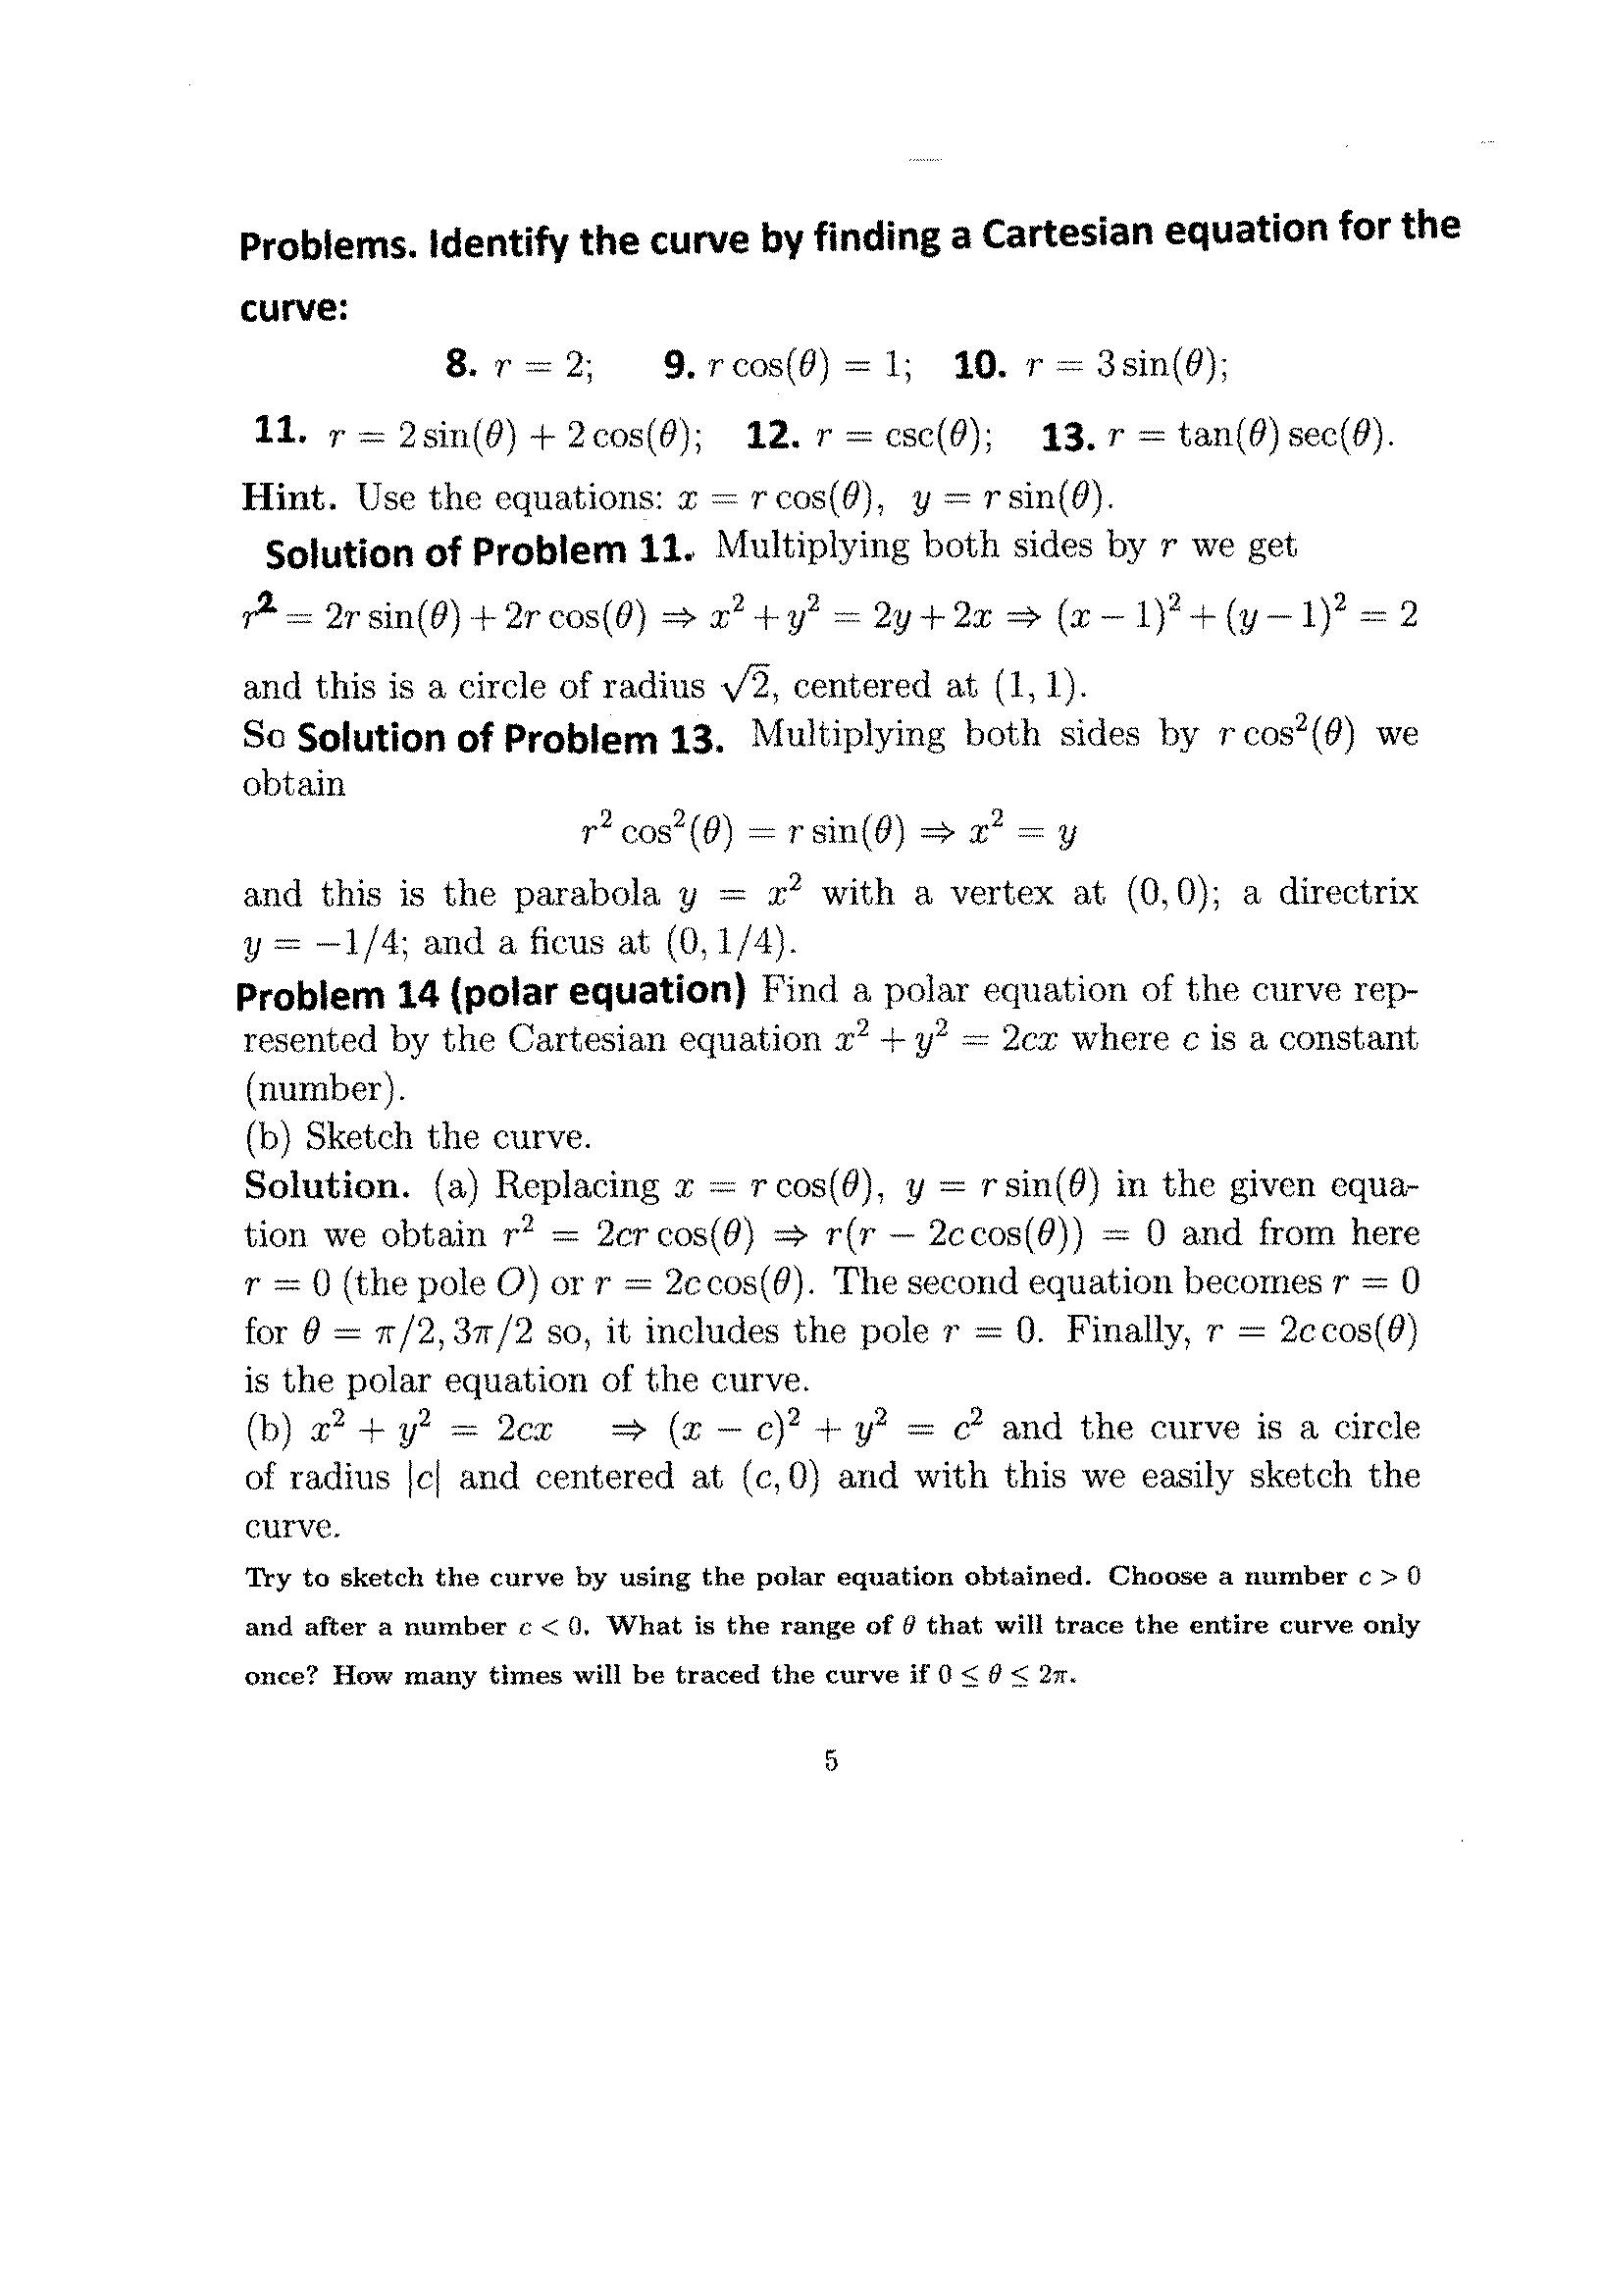 Problems. Identify the curve by finding a Cartesian equation for the
curve:
8. r = 2; 9. r cos(θ) = 1; 10. r = 3 sin(θ);
11. r = 2 sin(θ) + 2 cos(θ); 12. r = csc(θ); 13. r = tan(θ) sec(θ).
Hint. Use the equations: x = r cos(θ), y = r sin(θ).
Solution of Problem 11. Multiplying both sides by r we get
r² = 2r sin(θ) + 2r cos(θ) ⇒ x² + y² = 2y + 2x ⇒ (x − 1)² + (y − 1)² = 2
and this is a circle of radius √2, centered at (1, 1).
So Solution of Problem 13. Multiplying both sides by r cos²(θ) we
obtain
r² cos²(θ) = r sin(θ) ⇒ x² = y
and this is the parabola y = x² with a vertex at (0, 0); a directrix
y = −1/4; and a ficus at (0, 1/4).
Problem 14 (polar equation) Find a polar equation of the curve rep-
resented by the Cartesian equation x² + y² = 2cx where c is a constant
(number).
(b) Sketch the curve.
Solution. (a) Replacing x = r cos(θ), y = r sin(θ) in the given equa-
tion we obtain r² = 2cr cos(θ) ⇒ r(r − 2c cos(θ)) = 0 and from here
r = 0 (the pole O) or r = 2c cos(θ). The second equation becomes r = 0
for θ = π/2, 3π/2 so, it includes the pole r = 0. Finally, r = 2c cos(θ)
is the polar equation of the curve.
(b) x² + y² = 2cx ⇒ (x − c)² + y² = c² and the curve is a circle
of radius |c| and centered at (c, 0) and with this we easily sketch the
curve.
Try to sketch the curve by using the polar equation obtained. Choose a number c > 0
and after a number c < 0. What is the range of θ that will trace the entire curve only
once? How many times will be traced the curve if 0 ≤ θ ≤ 2π.
5